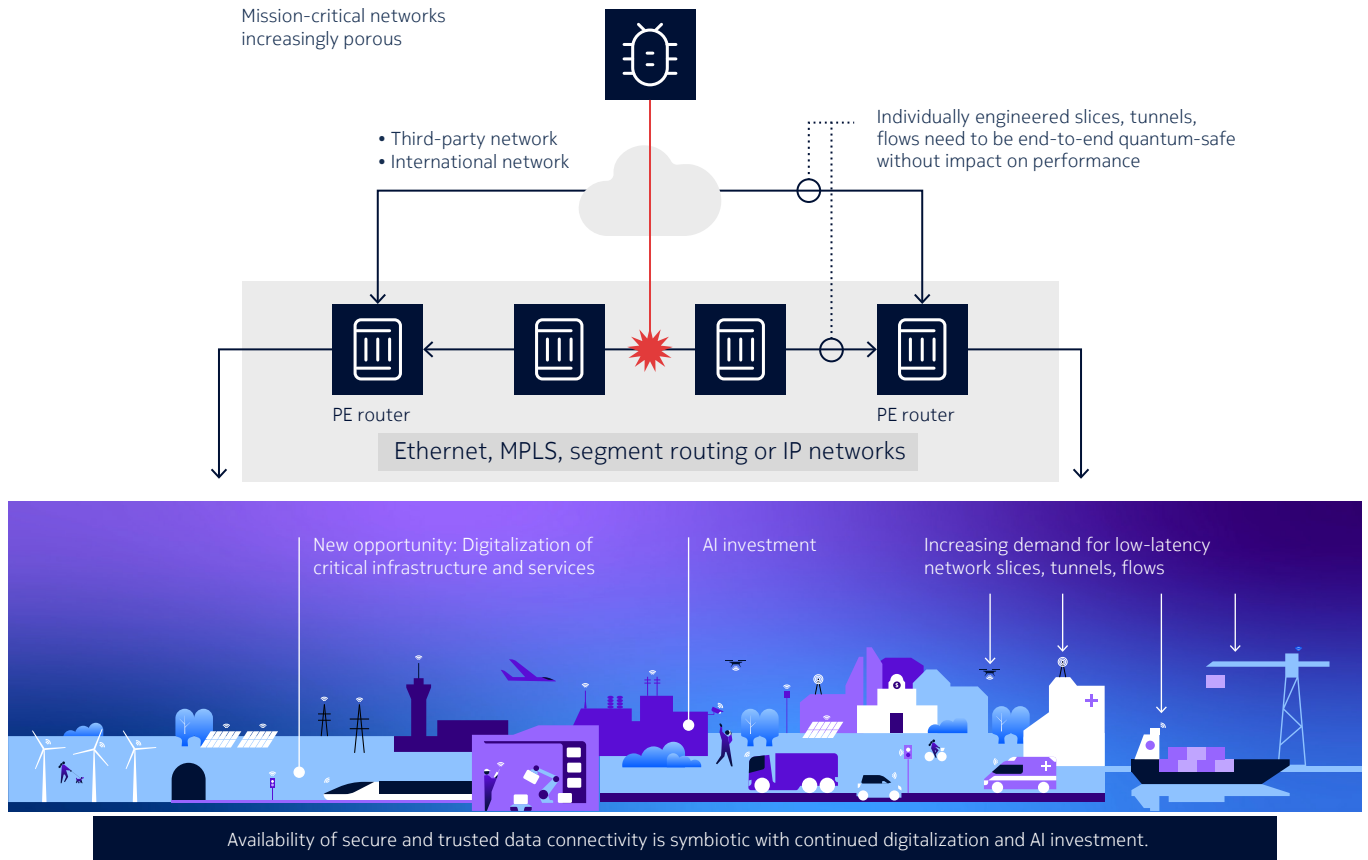 Mission-critical networks
increasingly porous
• Third-party network
• International network
Individually engineered slices, tunnels,
flows need to be end-to-end quantum-safe
without impact on performance
PE router
PE router
Ethernet, MPLS, segment routing or IP networks
New opportunity: Digitalization of
critical infrastructure and services
AI investment
Increasing demand for low-latency
network slices, tunnels, flows
$
Availability of secure and trusted data connectivity is symbiotic with continued digitalization and AI investment.